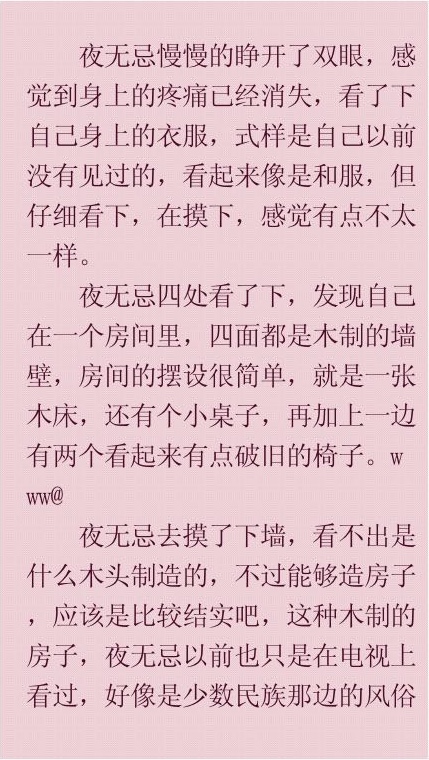 夜无忌慢慢的睁开了双眼，感
觉到身上的疼痛已经消失，看了下
自己身上的衣服，式样是自己以前
没有见过的，看起来像是和服，但
仔细看下，在摸下，感觉有点不太
一样。
夜无忌四处看了下，发现自己
在一个房间里，四面都是木制的墙
壁，房间的摆设很简单，就是一张
木床，还有个小桌子，再加上一边
有两个看起来有点破旧的椅子。w
ww@
夜无忌去摸了下墙，看不出是
什么木头制造的，不过能够造房子
，应该是比较结实吧，这种木制的
房子，夜无忌以前也只是在电视上
看过，好像是少数民族那边的风俗